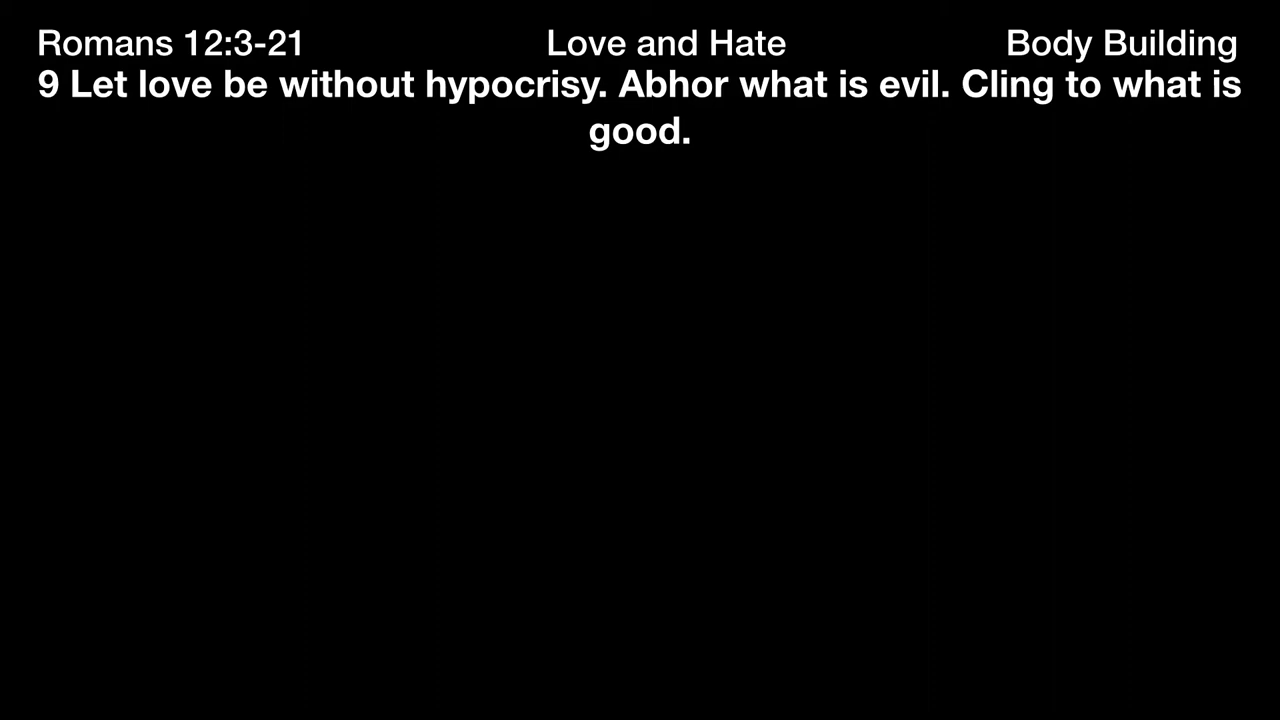 Romans 12:3-21 Love and Hate Body Building
9 Let love be without hypocrisy. Abhor what is evil. Cling to what is
good.